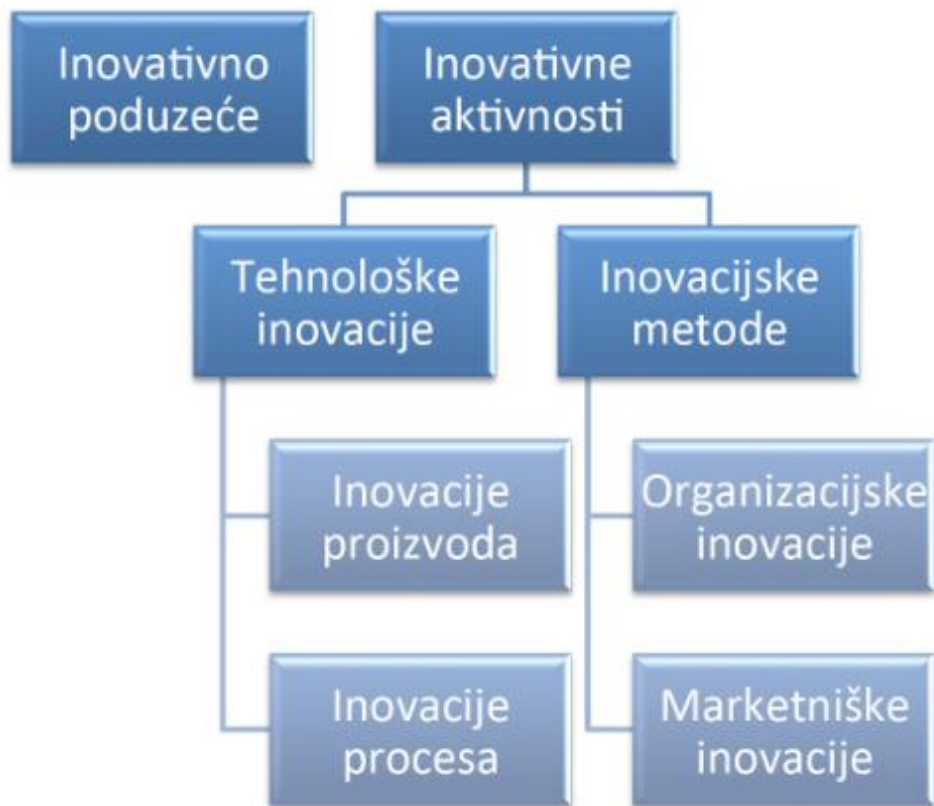 Inovativno
poduzeće
Inovativne
aktivnosti
Tehnološke
inovacije
Inovacijske
metode
Inovacije
proizvoda
Organizacijske
inovacije
Inovacije
procesa
Marketniške
inovacije